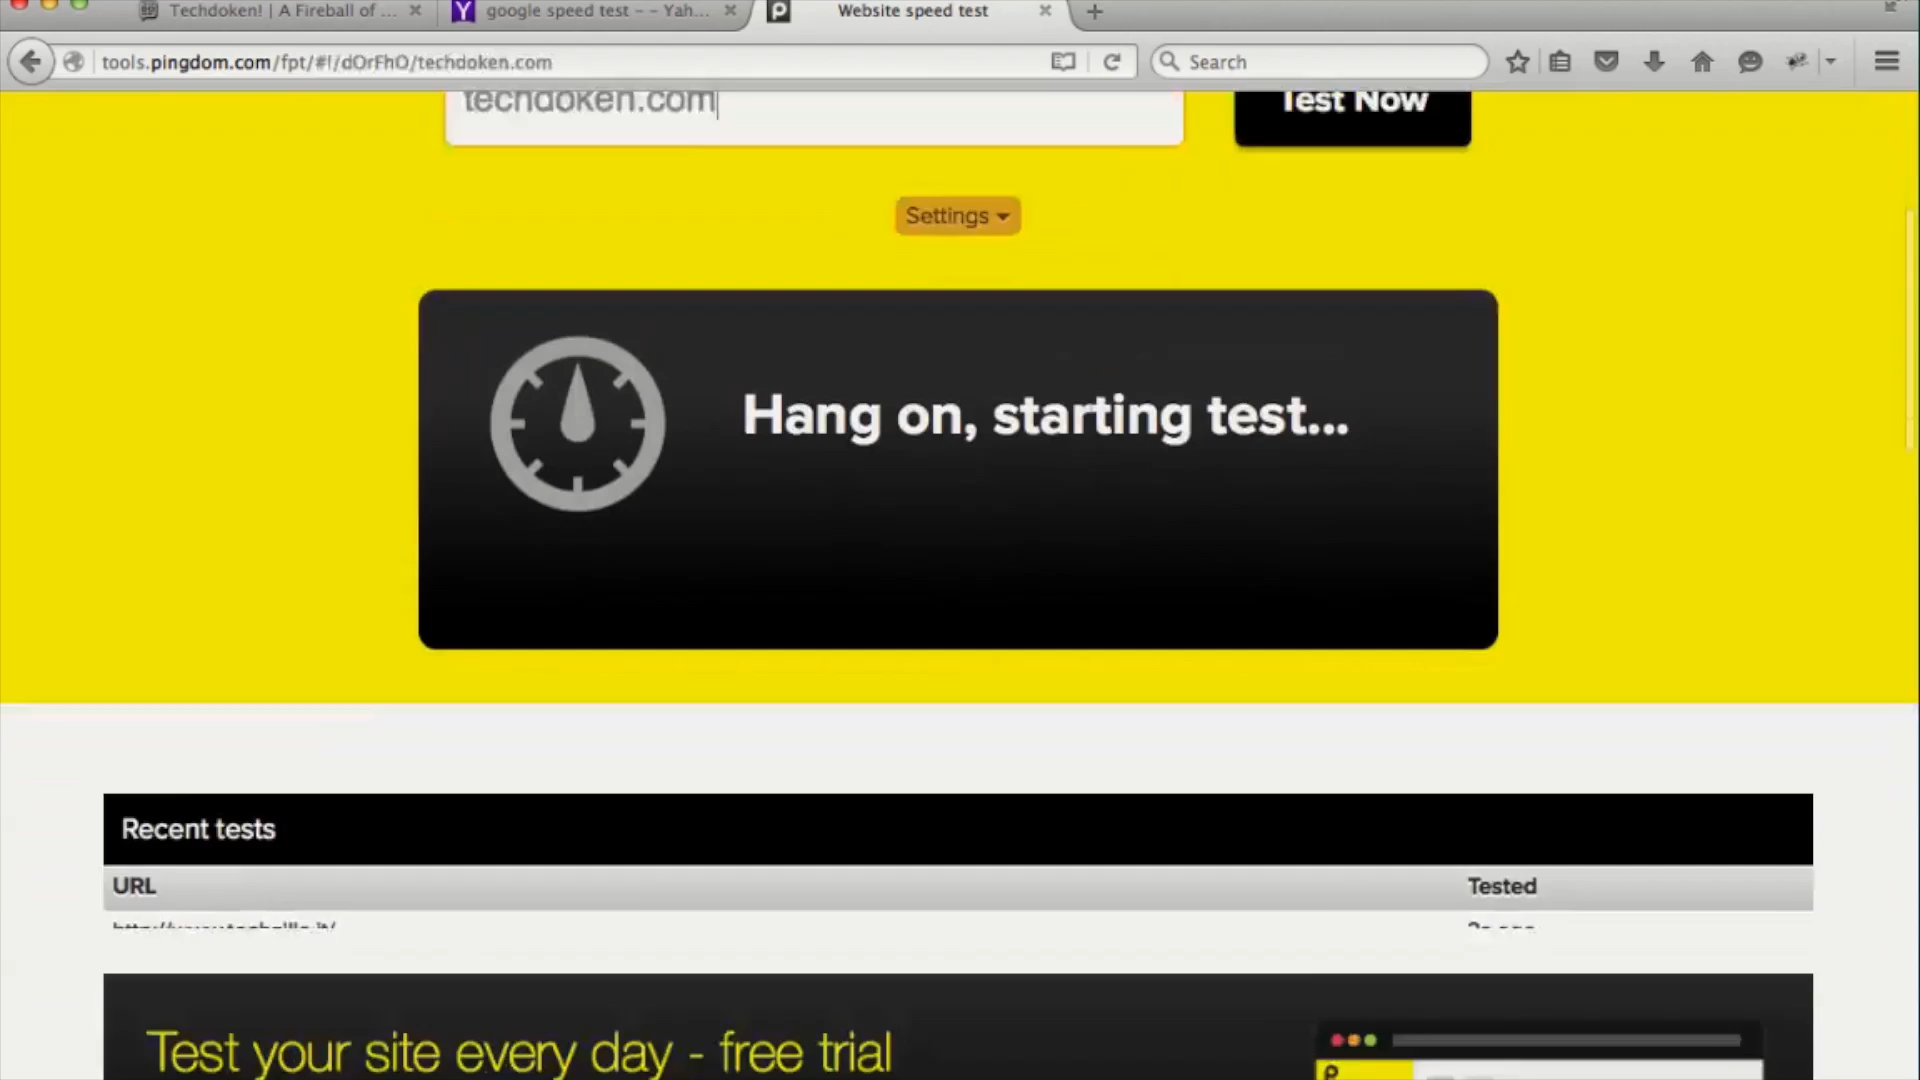 Techdoken! | A Fireball of ...
google speed test - - Yah...
Website speed test
tools.pingdom.com/fpt/#!/dOrFhO/techdoken.com
Search
techdoken.com
Test Now
Settings
Hang on, starting test...
Recent tests
URL
Tested
Test your site every day - free trial